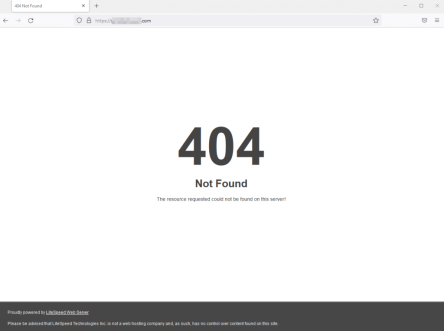 404 Not Found
https://
.com
404
Not Found
The resource requested could not be found on this server!
Proudly powered by LiteSpeed Web Server
Please be advised that LiteSpeed Technologies Inc. is not a web hosting company and, as such, has no control over content found on this site.